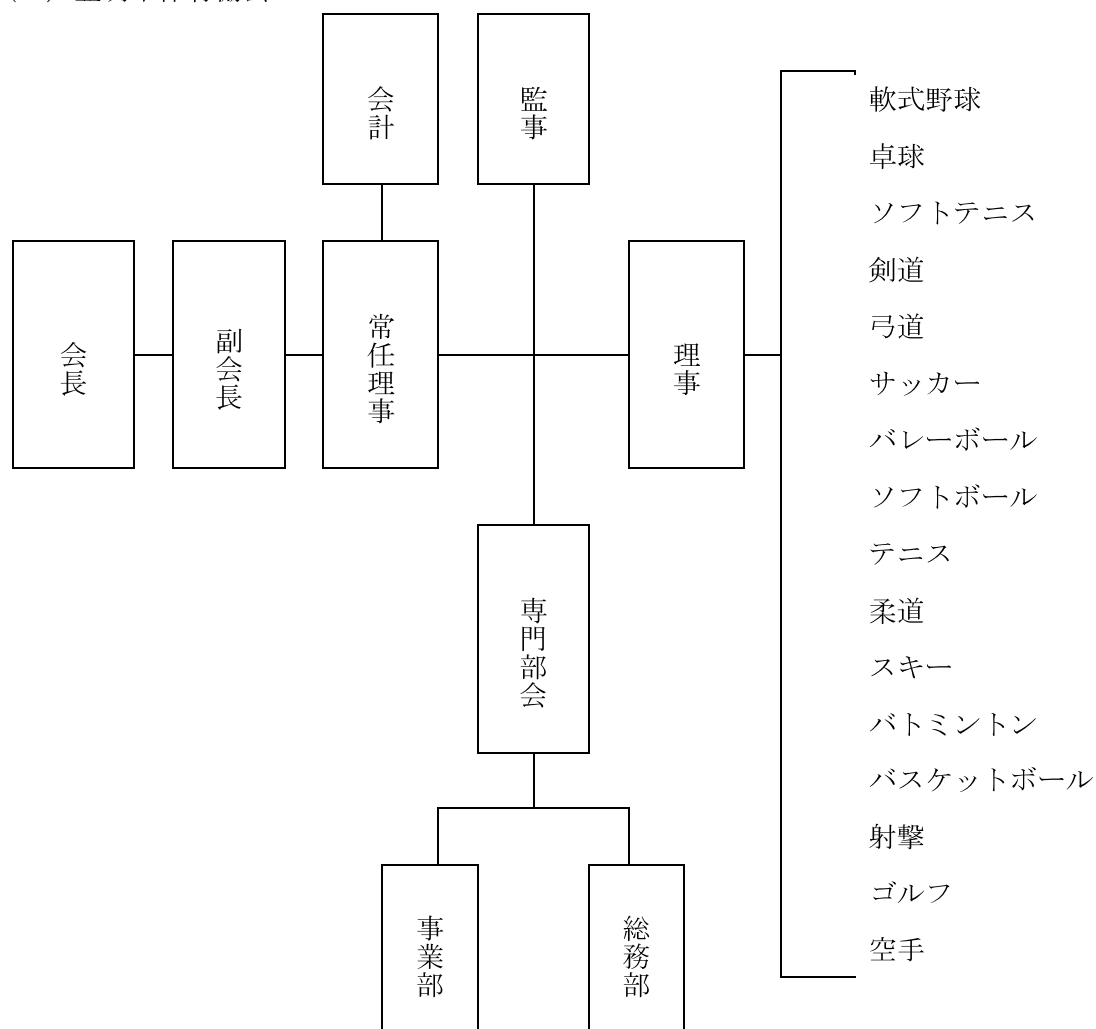 会計
監事
会長
副会長
常任理事
理事
専門部会
事業部
総務部
軟式野球
卓球
ソフトテニス
剣道
弓道
サッカー
バレーボール
ソフトボール
テニス
柔道
スキー
バトミントン
バスケットボール
射撃
ゴルフ
空手